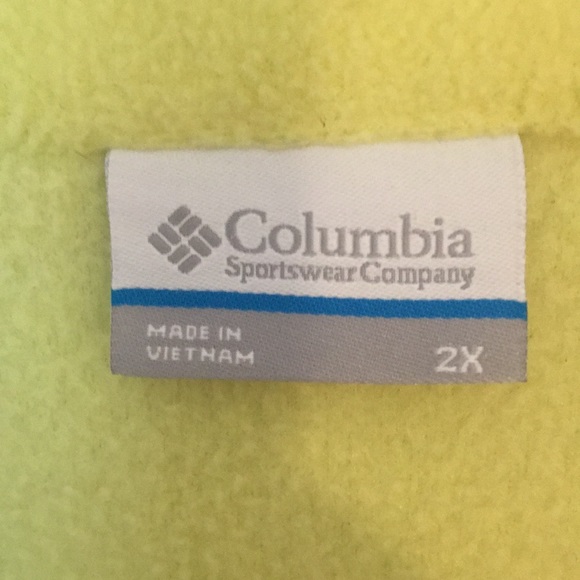 Columbia
Sportswear Company
MADE IN
VIETNAM
2X